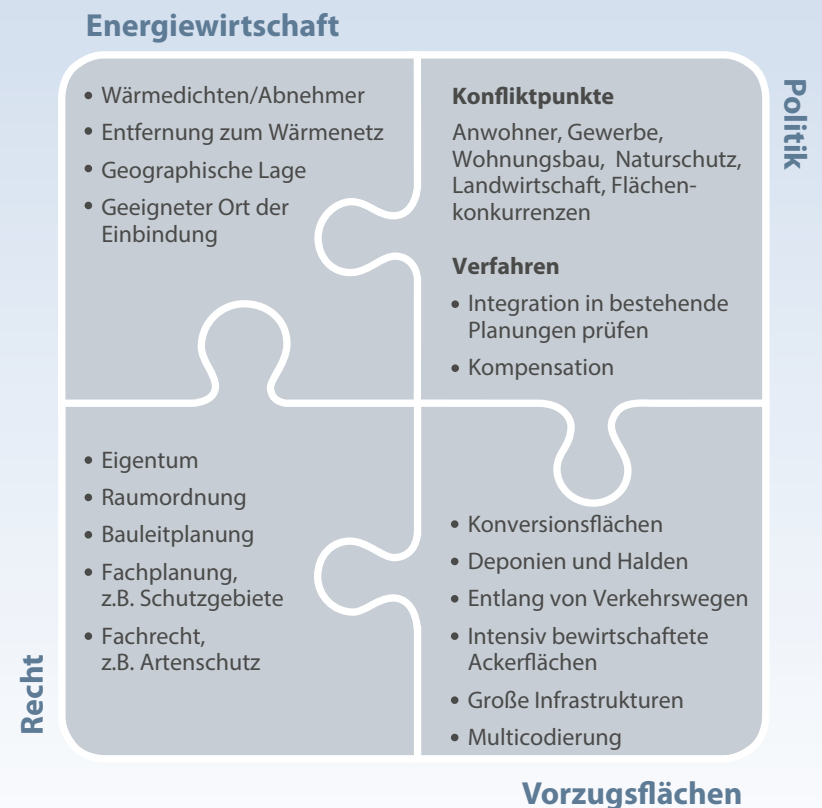 Energiewirtschaft
• Wärmedichten/Abnehmer
• Entfernung zum Wärmenetz
• Geographische Lage
• Geeigneter Ort der
Einbindung
Politik
Konfliktpunkte
Anwohner, Gewerbe,
Wohnungsbau, Naturschutz,
Landwirtschaft, Flächen-
konkurrenzen
Verfahren
• Integration in bestehende
Planungen prüfen
• Kompensation
Recht
• Eigentum
• Raumordnung
• Bauleitplanung
• Fachplanung,
z.B. Schutzgebiete
• Fachrecht,
z.B. Artenschutz
• Konversionsflächen
• Deponien und Halden
• Entlang von Verkehrswegen
• Intensiv bewirtschaftete
Ackerflächen
• Große Infrastrukturen
• Multicodierung
Vorzugsflächen